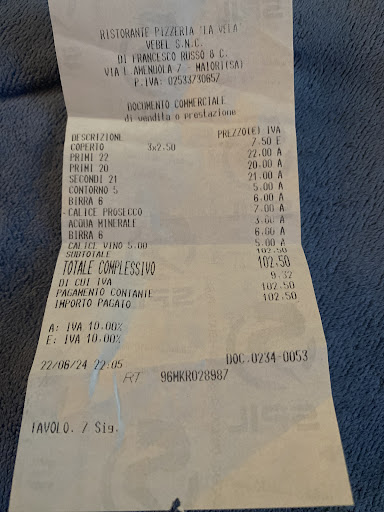 RISTORANTE PIZZERIA "LA VELA"
VEBEL S.N.C.
DI FRANCESCO RUSSO & C.
VIA L AMENDOLA 7 - MAIORI(SA)
P.IVA: 02533730657
DOCUMENTO COMMERCIALE
di vendita o prestazione
DESCRIZIONE PREZZO(E) IVA
COPERTO 3x2.50 7.50 E
PRIMI 22 22.00 A
PRIMI 20 20.00 A
SECONDI 21 21.00 A
CONTORNO 5 5.00 A
BIRRA 6 6.00 A
CALICE PROSECCO 7.00 A
ACQUA MINERALE 3.00 A
BIRRA 6 6.00 A
CALICE VINO 5.00 5.00 A
SUBTOTALE 102.50
TOTALE COMPLESSIVO 102.50
DI CUI IVA 9.32
PAGAMENTO CONTANTE 102.50
IMPORTO PAGATO 102.50
A: IVA 10.00%
E: IVA 10.00%
22/06/24 22:05 DOC.0234-0053
RT 96MKR028987
TAVOLO. 7 Sig.